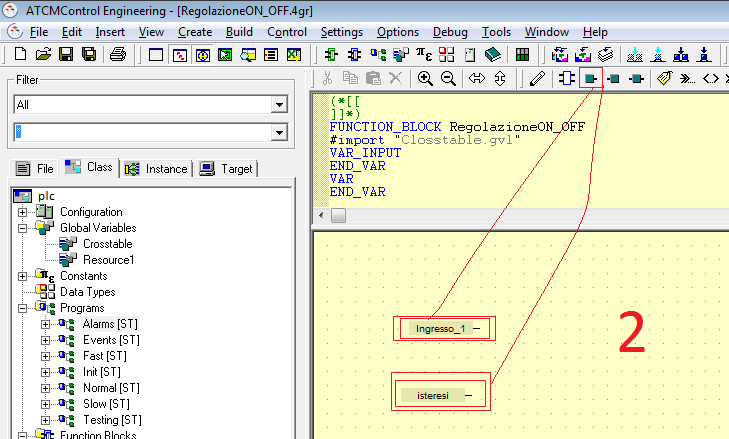 ATCMControl Engineering - [RegolazioneON_OFF.4gr]
File Edit Insert View Create Build Control Settings Options Debug Tools Window Help
Filter
All
*
File Class Instance Target
plc
Configuration
Global Variables
Crosstable
Resource1
Constants
Data Types
Programs
Alarms [ST]
Events [ST]
Fast [ST]
Init [ST]
Normal [ST]
Slow [ST]
Testing [ST]
Function Blocks
(*[[
]]*)
FUNCTION_BLOCK RegolazioneON_OFF
#import "Closstable.gvl"
VAR_INPUT
END_VAR
VAR
END_VAR
Ingresso_1
isteresi
2